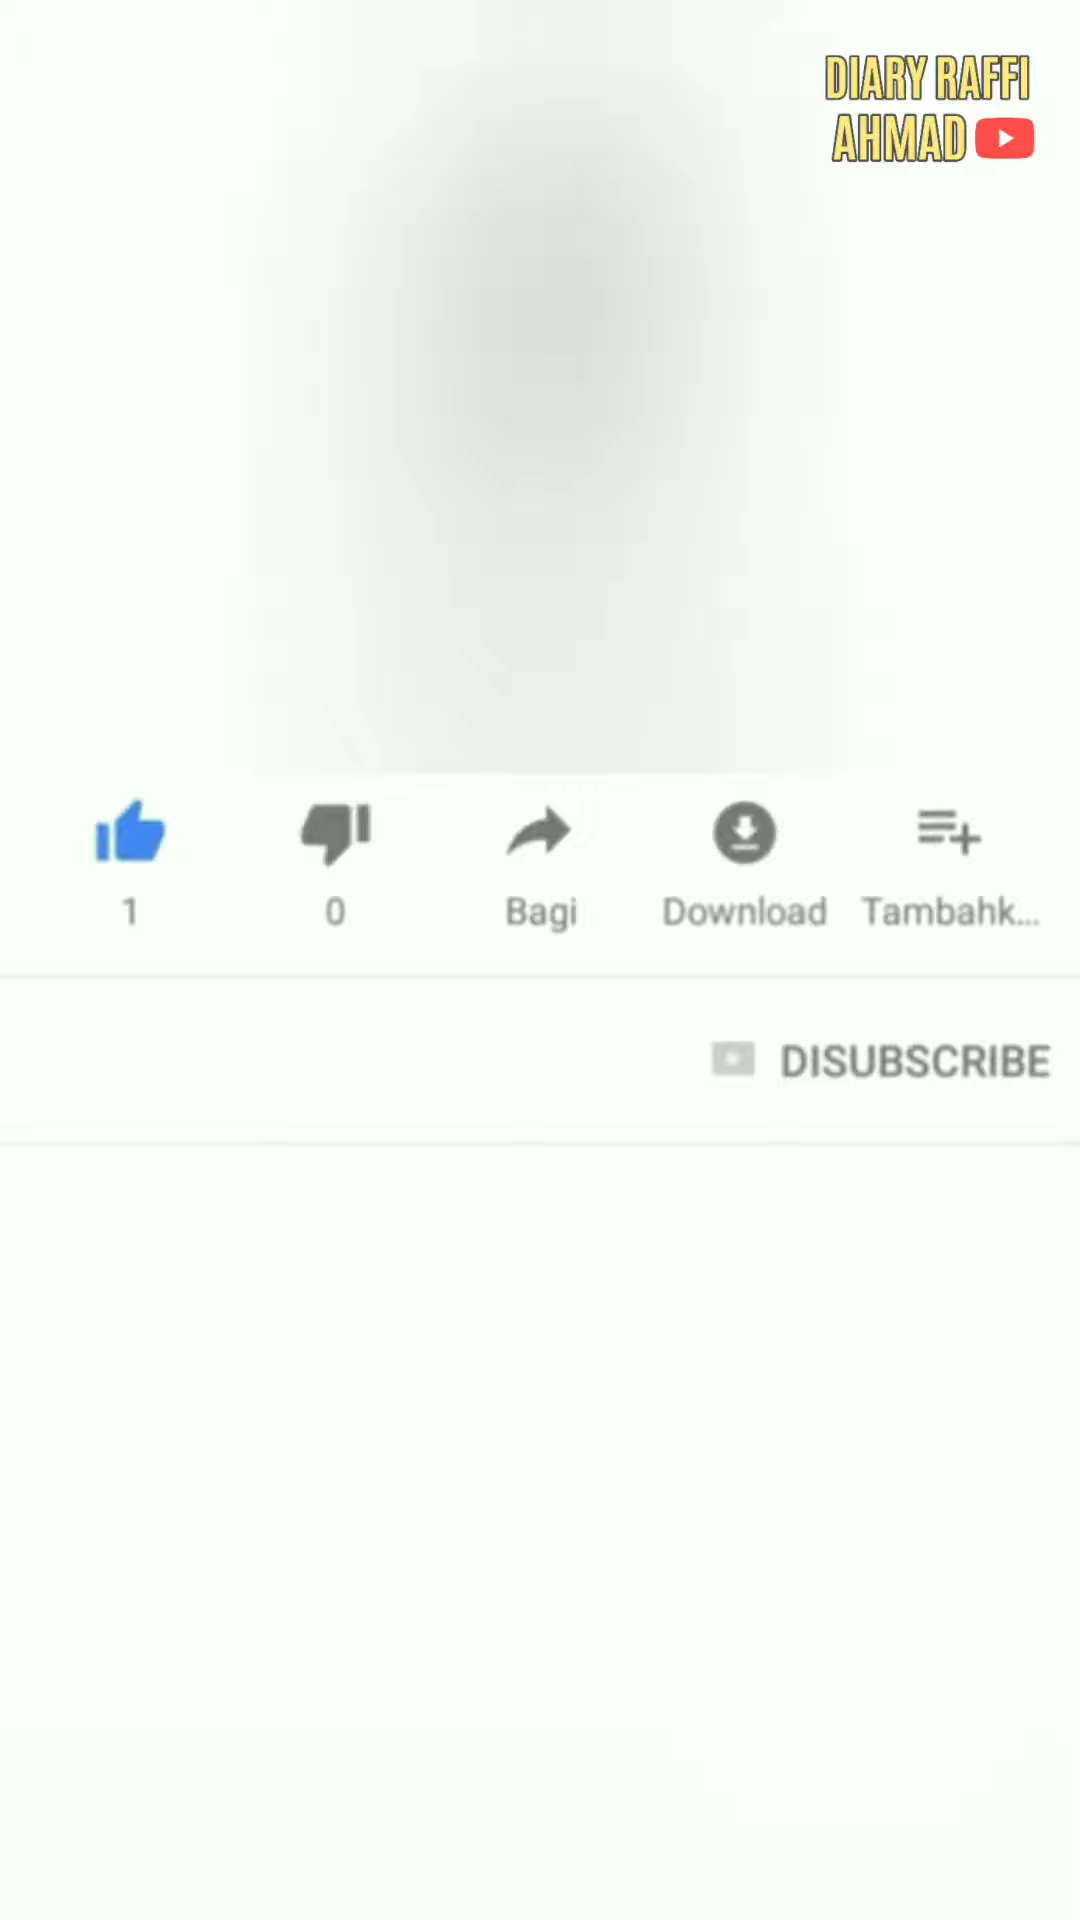 DIARY RAFFI
AHMAD
1
0
Bagi
Download
Tambahk...
DISUBSCRIBE